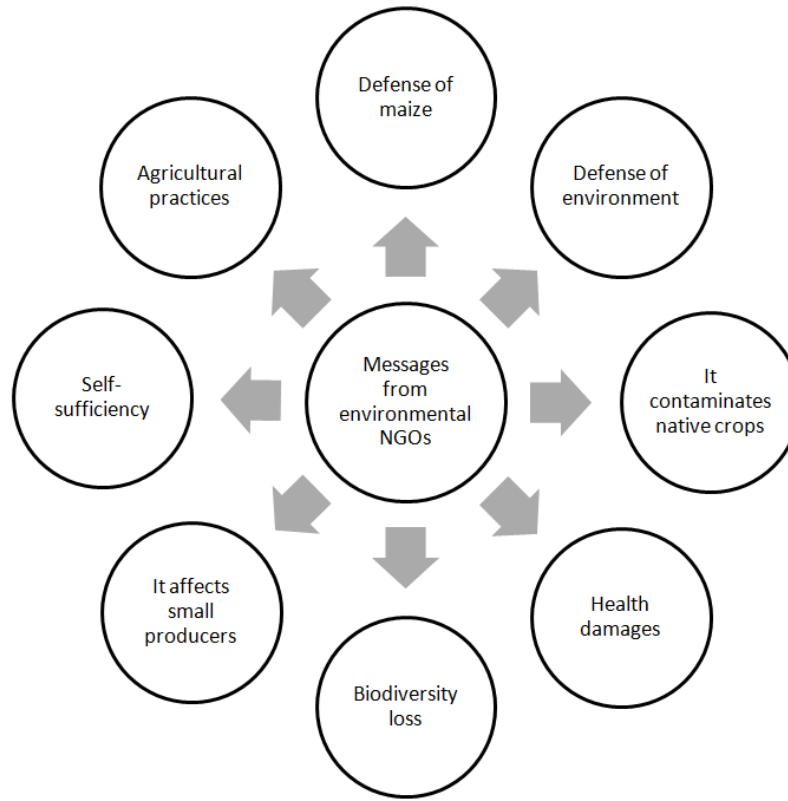 Defense of
maize
Agricultural
practices
Defense of
environment
Self-
sufficiency
Messages
from
environmental
NGOs
It
contaminates
native crops
It affects
small
producers
Health
damages
Biodiversity
loss